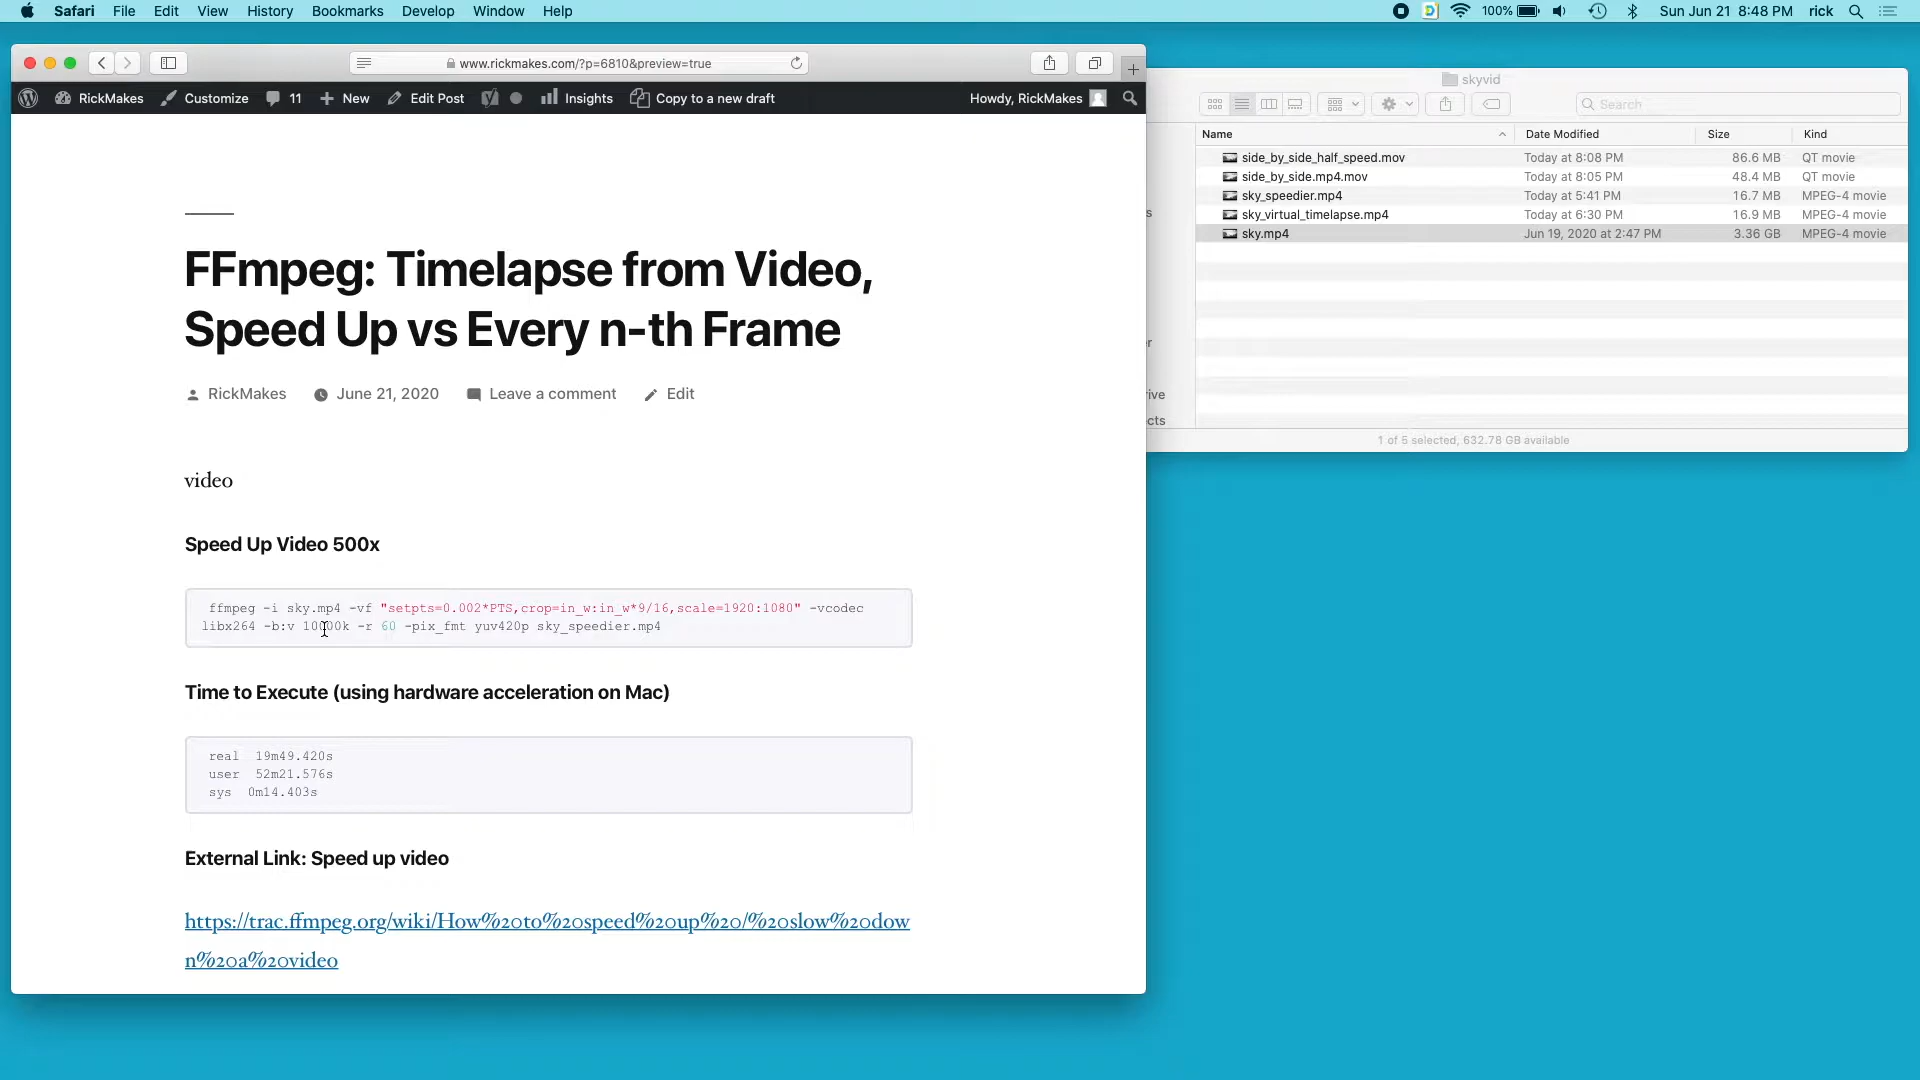 Safari File Edit View History Bookmarks Develop Window Help
100% Sun Jun 21 8:48 PM rick
www.rickmakes.com/?p=6810&preview=true
RickMakes Customize 11 New Edit Post Insights Copy to a new draft Howdy, RickMakes
FFmpeg: Timelapse from Video,
Speed Up vs Every n-th Frame
RickMakes June 21, 2020 Leave a comment Edit
video
Speed Up Video 500x
ffmpeg -i sky.mp4 -vf "setpts=0.002*PTS,crop=in_w:in_w*9/16,scale=1920:1080" -vcodec
libx264 -b:v 10000k -r 60 -pix_fmt yuv420p sky_speedier.mp4
Time to Execute (using hardware acceleration on Mac)
real 19m49.420s
user 52m21.576s
sys 0m14.403s
External Link: Speed up video
https://trac.ffmpeg.org/wiki/How%20to%20speed%20up%20/%20slow%20dow
n%20a%20video
skyvid
Search
Name Date Modified Size Kind
side_by_side_half_speed.mov Today at 8:08 PM 86.6 MB QT movie
side_by_side.mp4.mov Today at 8:05 PM 48.4 MB QT movie
sky_speedier.mp4 Today at 5:41 PM 16.7 MB MPEG-4 movie
sky_virtual_timelapse.mp4 Today at 6:30 PM 16.9 MB MPEG-4 movie
sky.mp4 Jun 19, 2020 at 2:47 PM 3.36 GB MPEG-4 movie
s
r
ive
cts
1 of 5 selected, 632.78 GB available